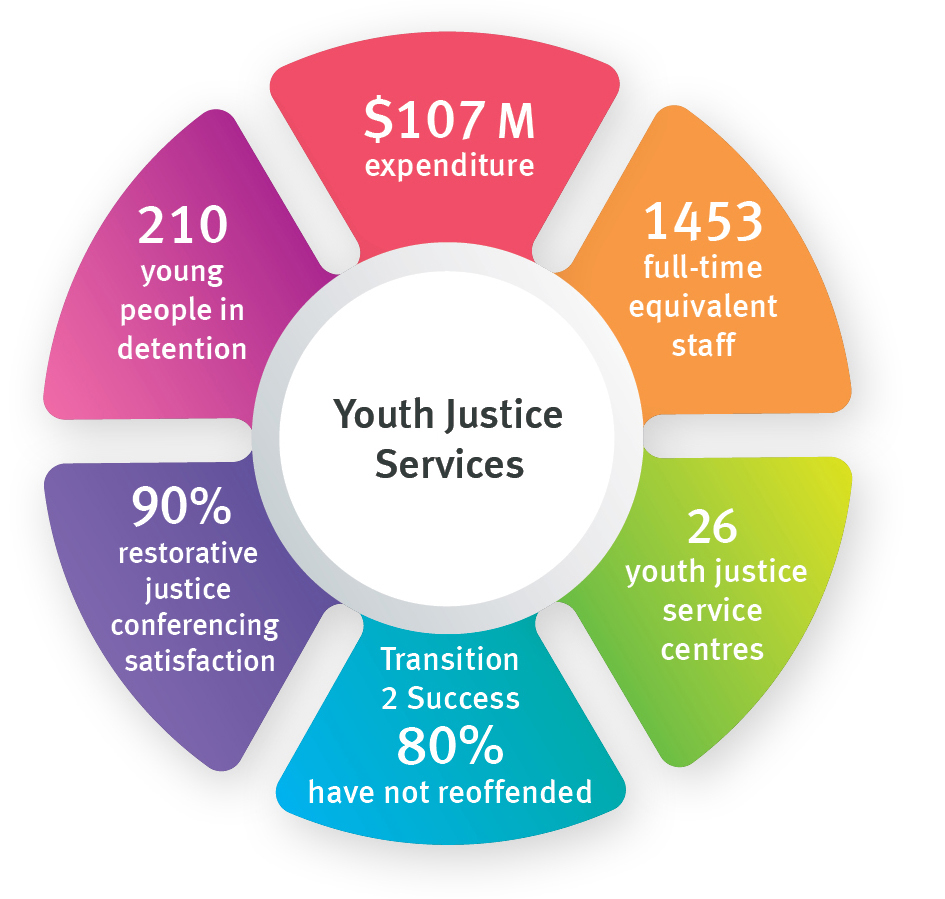 $107 M
expenditure
1453
full-time
equivalent
staff
26
youth justice
service
centres
Transition
2 Success
80%
have not reoffended
90%
restorative
justice
conferencing
satisfaction
210
young
people in
detention
Youth Justice
Services